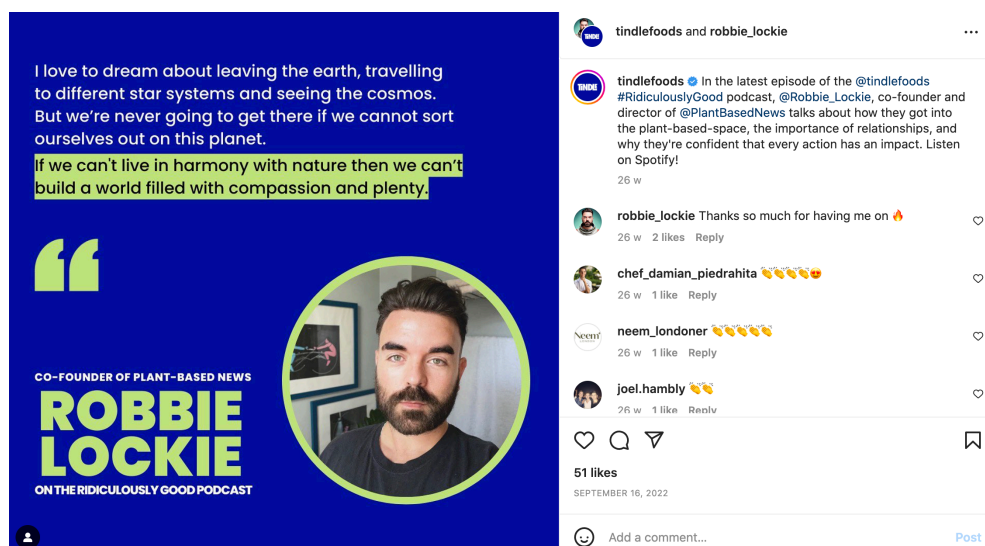 I love to dream about leaving the earth, travelling
to different star systems and seeing the cosmos.
But we're never going to get there if we cannot sort
ourselves out on this planet.
If we can't live in harmony with nature then we can't
build a world filled with compassion and plenty.
CO-FOUNDER OF PLANT-BASED NEWS
ROBBIE
LOCKIE
ON THE RIDICULOUSLY GOOD PODCAST
TiNDLE
tindlefoods and robbie_lockie
TiNDLE
tindlefoods In the latest episode of the @tindlefoods
#RidiculouslyGood podcast, @Robbie_Lockie, co-founder and
director of @PlantBasedNews talks about how they got into
the plant-based-space, the importance of relationships, and
why they're confident that every action has an impact. Listen
on Spotify!
26 w
robbie_lockie Thanks so much for having me on 🔥
26 w 2 likes Reply
chef_damian_piedrahita 👏👏👏👏😍
26 w 1 like Reply
Neem
neem_londoner 👏👏👏👏👏
26 w 1 like Reply
joel.hambly 👏👏
26 w 1 like Reply
51 likes
SEPTEMBER 16, 2022
Add a comment...
Post